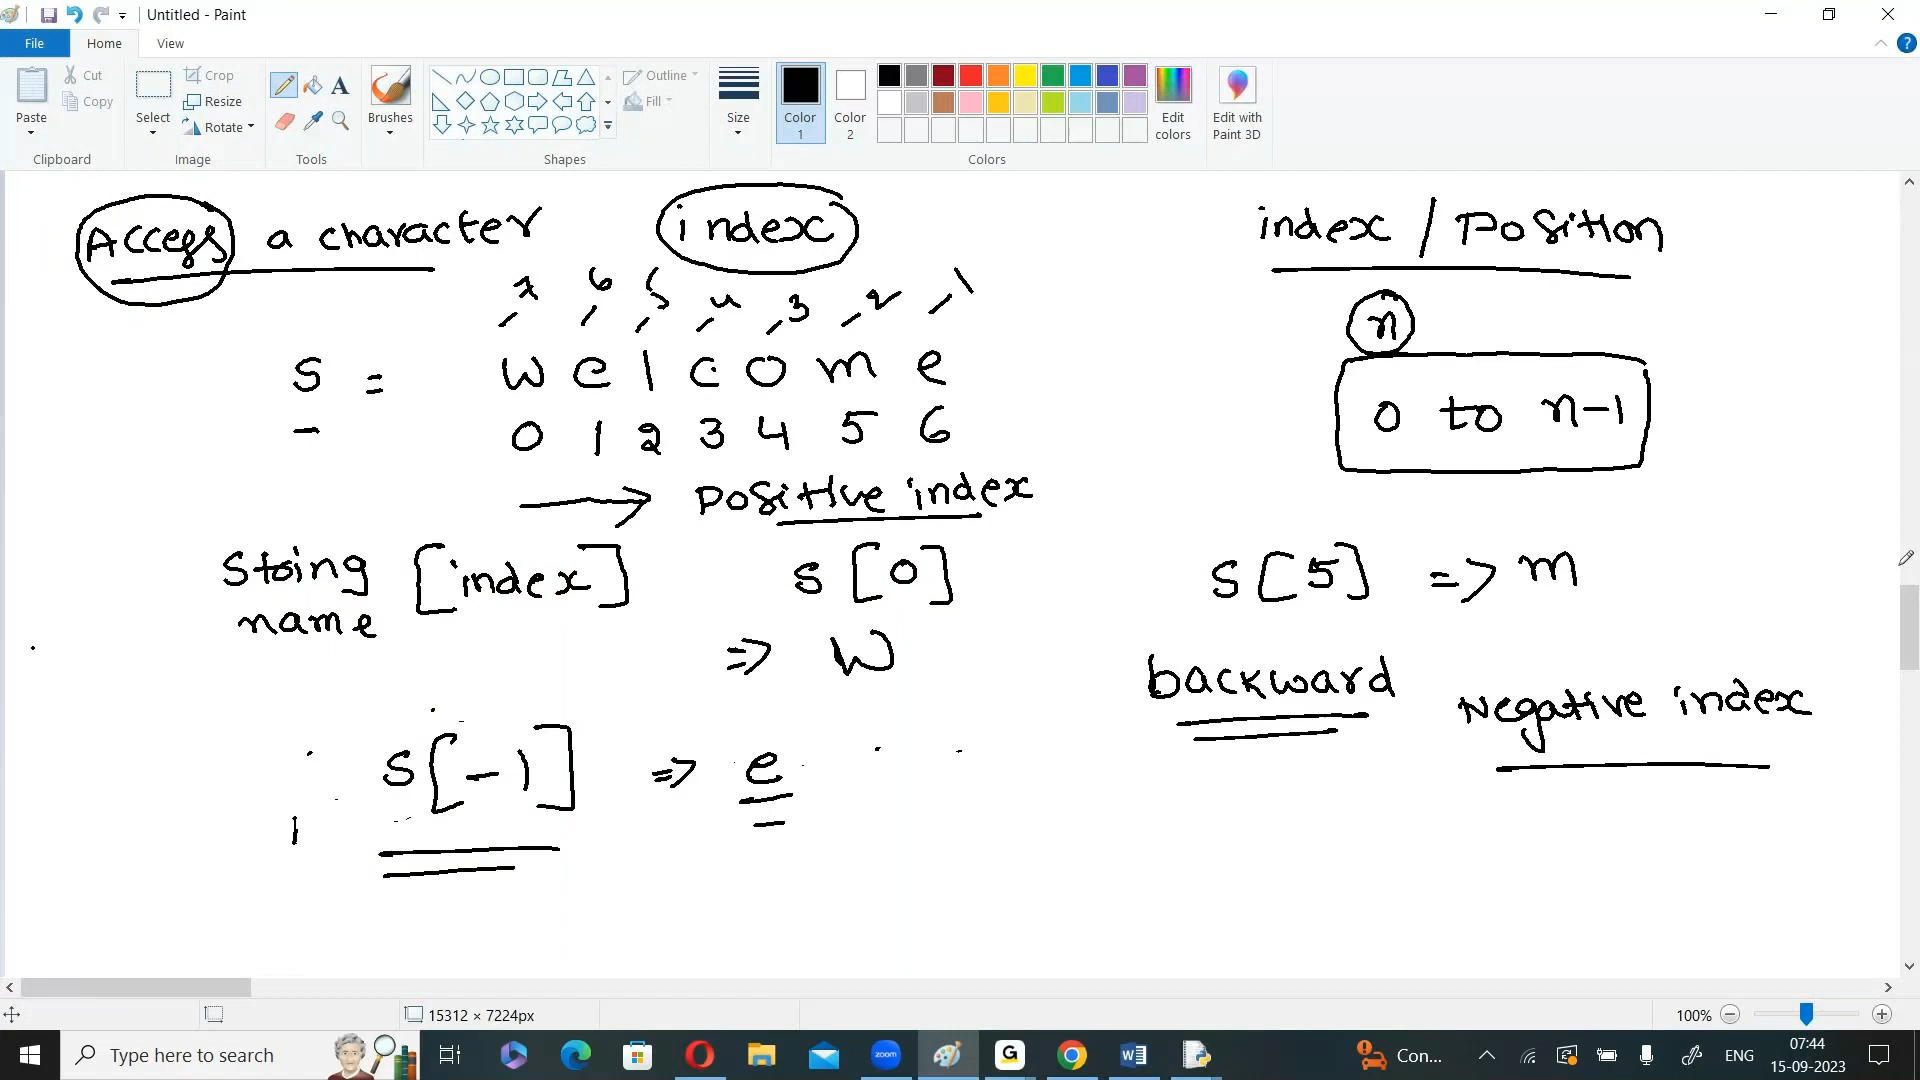 Untitled - Paint
File Home View
Paste Cut Copy Clipboard
Select Crop Resize Rotate Image
Tools
Brushes
Outline Fill Shapes
Size
Color 1 Color 2 Edit colors Colors
Edit with Paint 3D
Access a character index index / Position
-7 -6 -5 -4 -3 -2 -1
n
S = w e l c o m e
0 to n-1
0 1 2 3 4 5 6
→ Positive index
String name [index] S[0] S[5] => m
=> W
backward Negative index
S[-1] => e
15312 × 7224px 100%
Type here to search zoom Con... ENG 07:44
15-09-2023